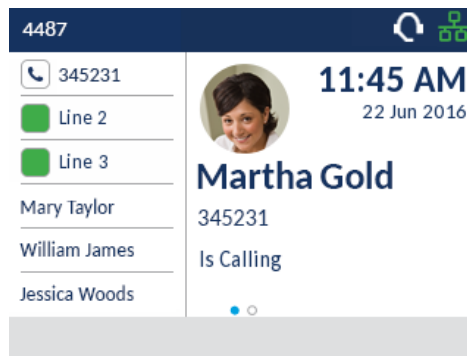 4487
345231
Line 2
Line 3
Mary Taylor
William James
Jessica Woods
11:45 AM
22 Jun 2016
Martha Gold
345231
Is Calling